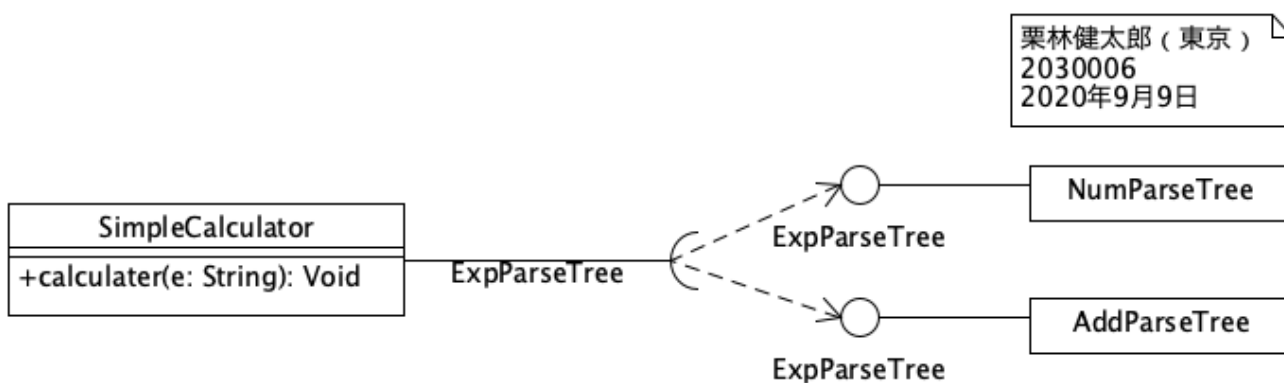 栗林健太郎（東京）
2030006
2020年9月9日
SimpleCalculator
+calculater(e: String): Void
ExpParseTree
ExpParseTree
NumParseTree
ExpParseTree
AddParseTree